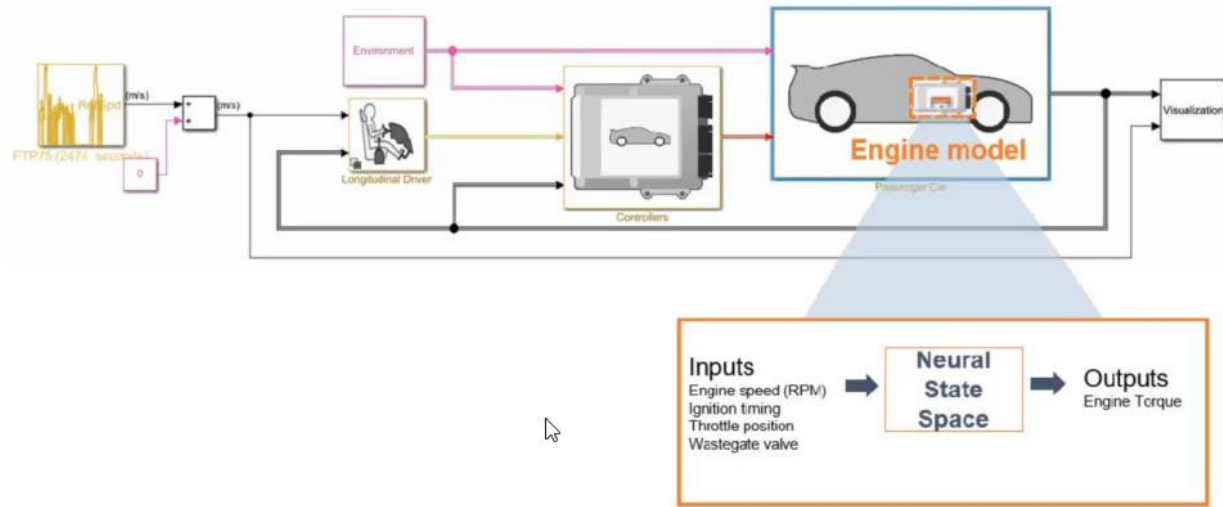 Environment
RefSpd
(m/s)
(m/s)
FTP75 (2474 seconds)
0
Longitudinal Driver
Controllers
Engine model
Passenger Car
Visualization
Inputs
Engine speed (RPM)
Ignition timing
Throttle position
Wastegate valve
Neural
State
Space
Outputs
Engine Torque